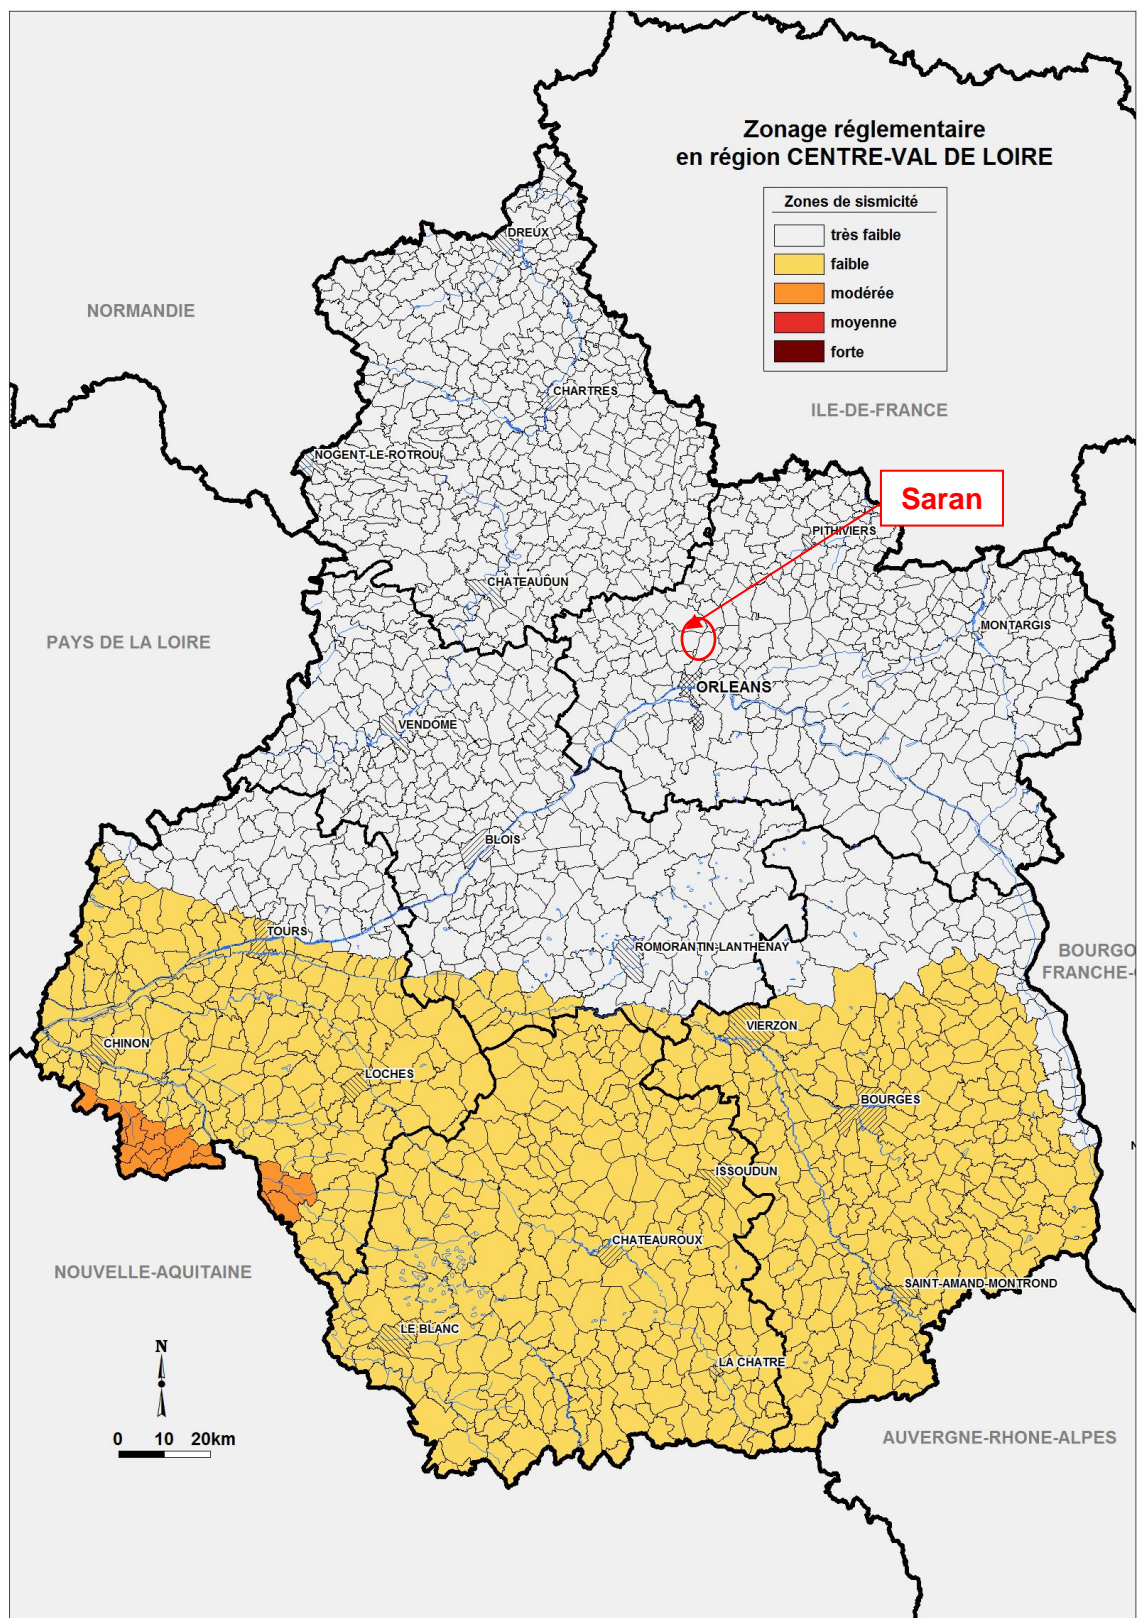 Zonage réglementaire
en région CENTRE-VAL DE LOIRE
Zones de sismicité
très faible
faible
modérée
moyenne
forte
DREUX
NORMANDIE
CHARTRES
ILE-DE-FRANCE
NOGENT-LE-ROTROU
Saran
PITHIVIERS
CHATEAUDUN
MONTARGIS
PAYS DE LA LOIRE
ORLEANS
VENDOME
BLOIS
TOURS
ROMORANTIN-LANTHENAY
BOURGO
FRANCHE-
VIERZON
CHINON
LOCHES
BOURGES
N
ISSOUDUN
CHATEAUROUX
NOUVELLE-AQUITAINE
SAINT-AMAND-MONTROND
LE BLANC
N
LA CHATRE
0 10 20km
AUVERGNE-RHONE-ALPES